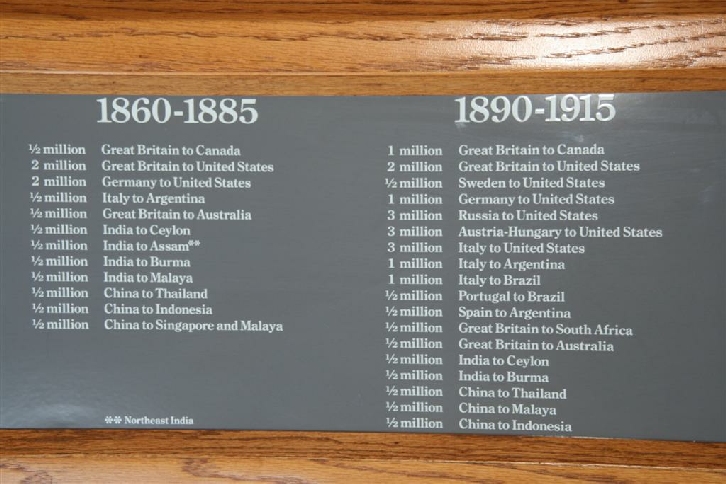 1860-1885
½ million Great Britain to Canada
2 million Great Britain to United States
2 million Germany to United States
½ million Italy to Argentina
½ million Great Britain to Australia
½ million India to Ceylon
½ million India to Assam**
½ million India to Burma
½ million India to Malaya
½ million China to Thailand
½ million China to Indonesia
½ million China to Singapore and Malaya
** Northeast India
1890-1915
1 million Great Britain to Canada
2 million Great Britain to United States
½ million Sweden to United States
1 million Germany to United States
3 million Russia to United States
3 million Austria-Hungary to United States
3 million Italy to United States
1 million Italy to Argentina
1 million Italy to Brazil
½ million Portugal to Brazil
½ million Spain to Argentina
½ million Great Britain to South Africa
½ million Great Britain to Australia
½ million India to Ceylon
½ million India to Burma
½ million China to Thailand
½ million China to Malaya
½ million China to Indonesia